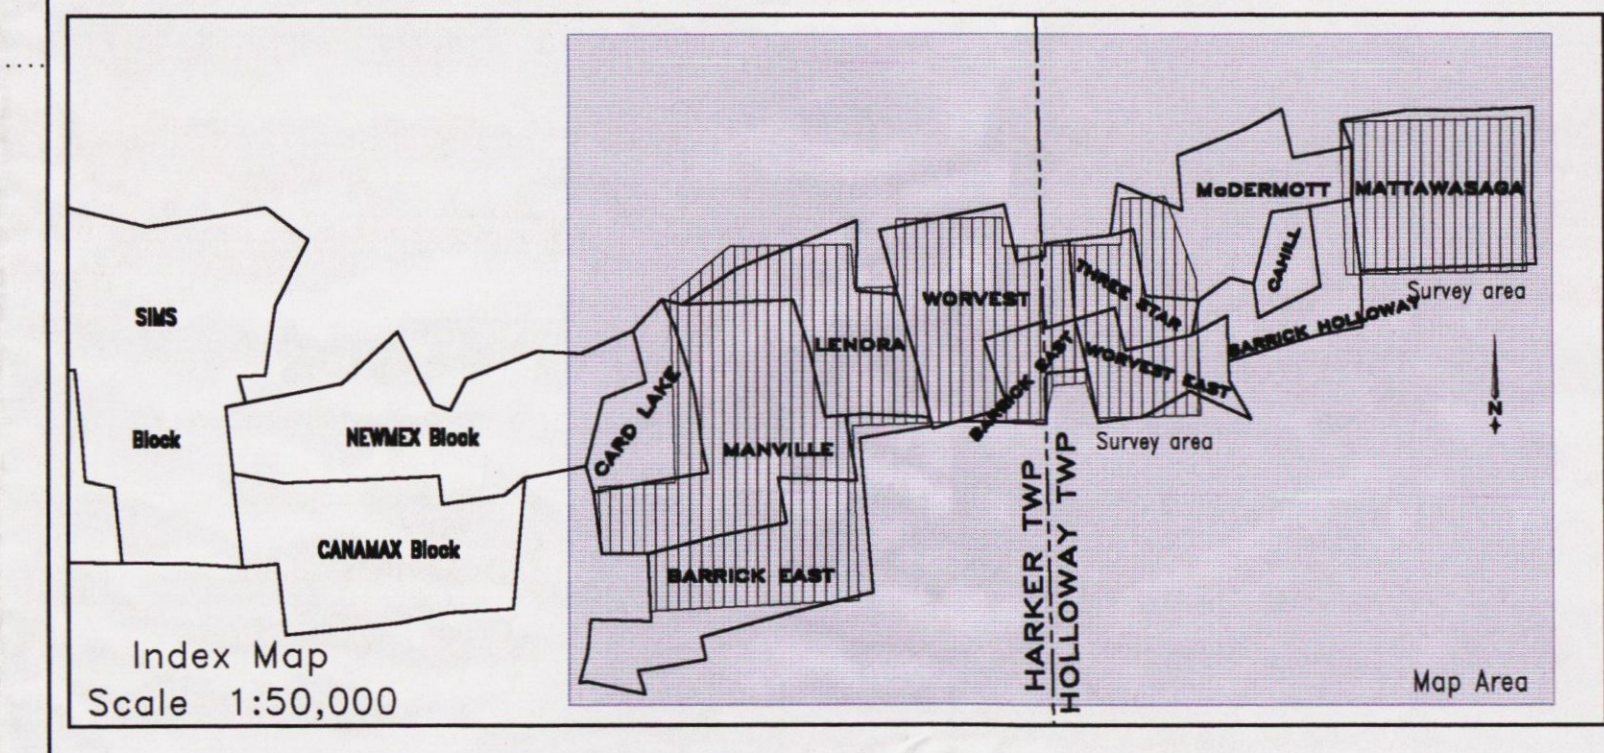 McDERMOTT
MATTAWASAGA
CAHILL
Survey area
SIMS
WORVEST
THREE STAR
BARRICK HOLLOWAY
LENORA
WORVEST EAST
BARRICK EAST
CARD LAKE
Block
NEWMEX Block
MANVILLE
Survey area
N
CANAMAX Block
BARRICK EAST
HARKER TWP
HOLLOWAY TWP
Index Map
Scale 1:50,000
Map Area